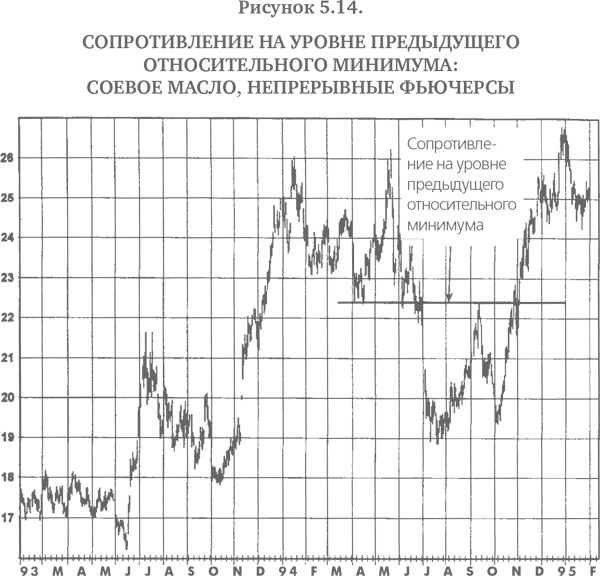 Рисунок 5.14.
СОПРОТИВЛЕНИЕ НА УРОВНЕ ПРЕДЫДУЩЕГО
ОТНОСИТЕЛЬНОГО МИНИМУМА:
СОЕВОЕ МАСЛО, НЕПРЕРЫВНЫЕ ФЬЮЧЕРСЫ
Сопротивле-
ние на уровне
предыдущего
относительного
минимума
26
25
24
23
22
21
20
19
18
17
93 M A M J J A S O N 94 F M A M J J A S O N D 95 F